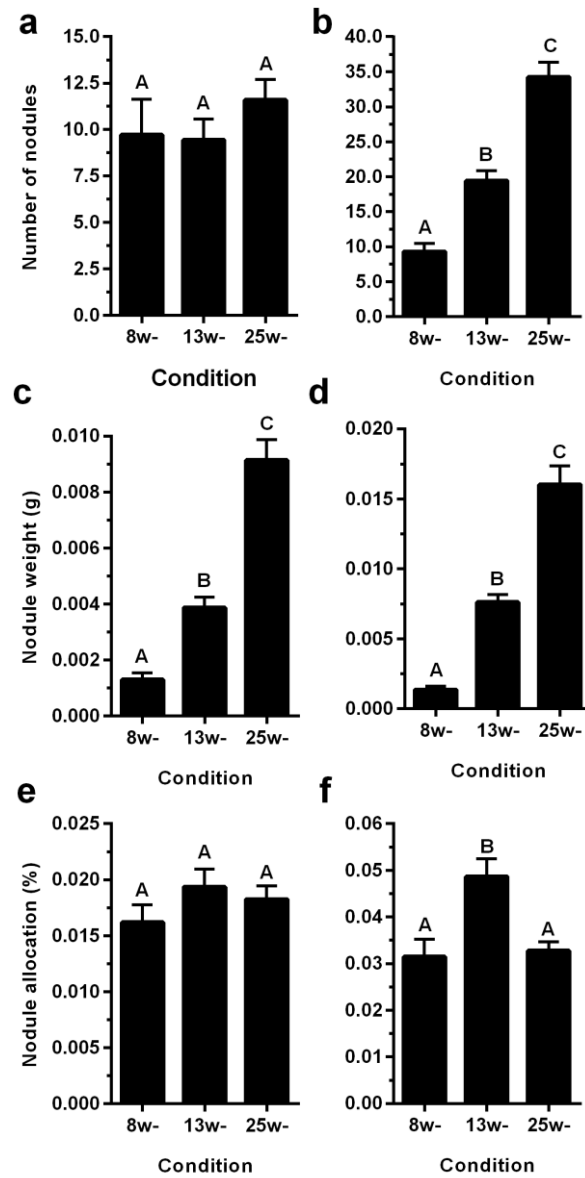 a
Number of nodules
15.0
12.5
10.0
7.5
5.0
2.5
0.0
A
A
A
8w-
13w-
25w-
Condition
b
40.0
35.0
30.0
25.0
20.0
15.0
10.0
5.0
0.0
A
B
C
8w-
13w-
25w-
Condition
c
Nodule weight (g)
0.010
0.008
0.006
0.004
0.002
0.000
A
B
C
8w-
13w-
25w-
Condition
d
0.020
0.015
0.010
0.005
0.000
A
B
C
8w-
13w-
25w-
Condition
e
Nodule allocation (%)
0.025
0.020
0.015
0.010
0.005
0.000
A
A
A
8w-
13w-
25w-
Condition
f
0.06
0.05
0.04
0.03
0.02
0.01
0.00
A
B
A
8w-
13w-
25w-
Condition